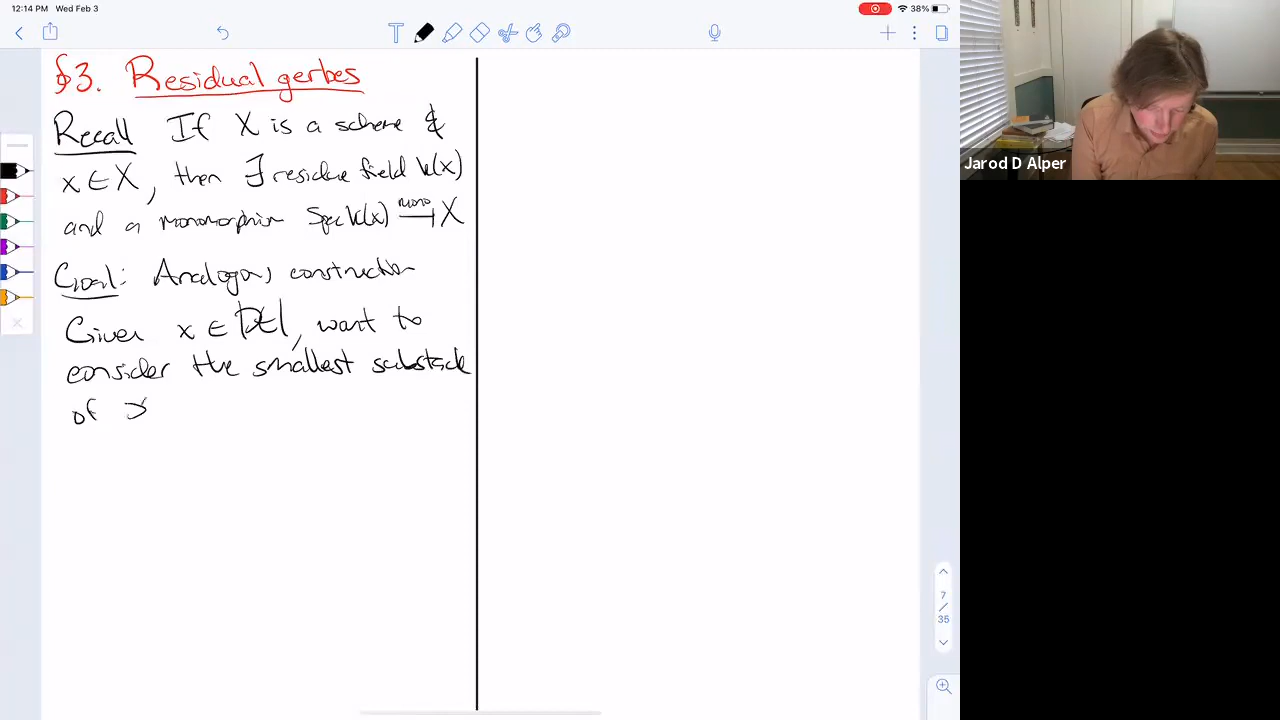 12:14 PM Wed Feb 3
38%
§3. Residual gerbes
Recall If X is a scheme &
x ∈ X, then ∃ residue field k(x)
and a monomorphism Spec k(x) —mono→ X
Goal: Analogous construction
Given x ∈ |𝒳|, want to
consider the smallest substack
of 𝒳
Jarod D Alper
7
/
35